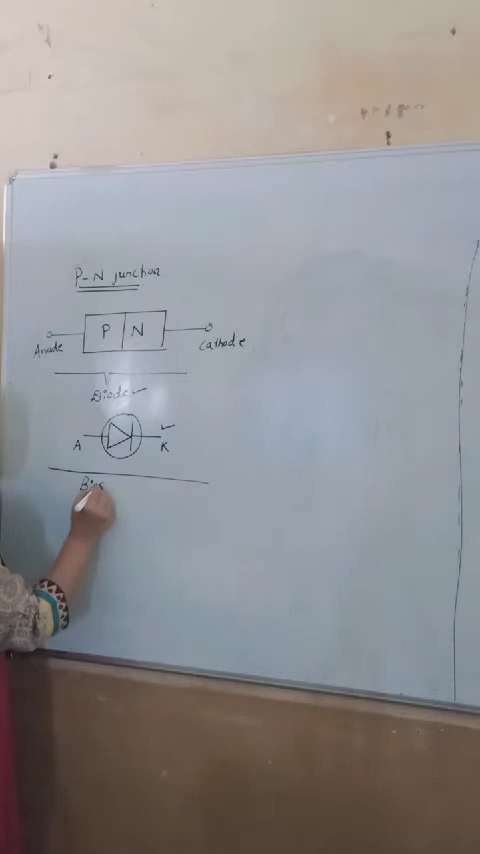 P-N junction
P N
Anode Cathode
Diode
A K
Bias